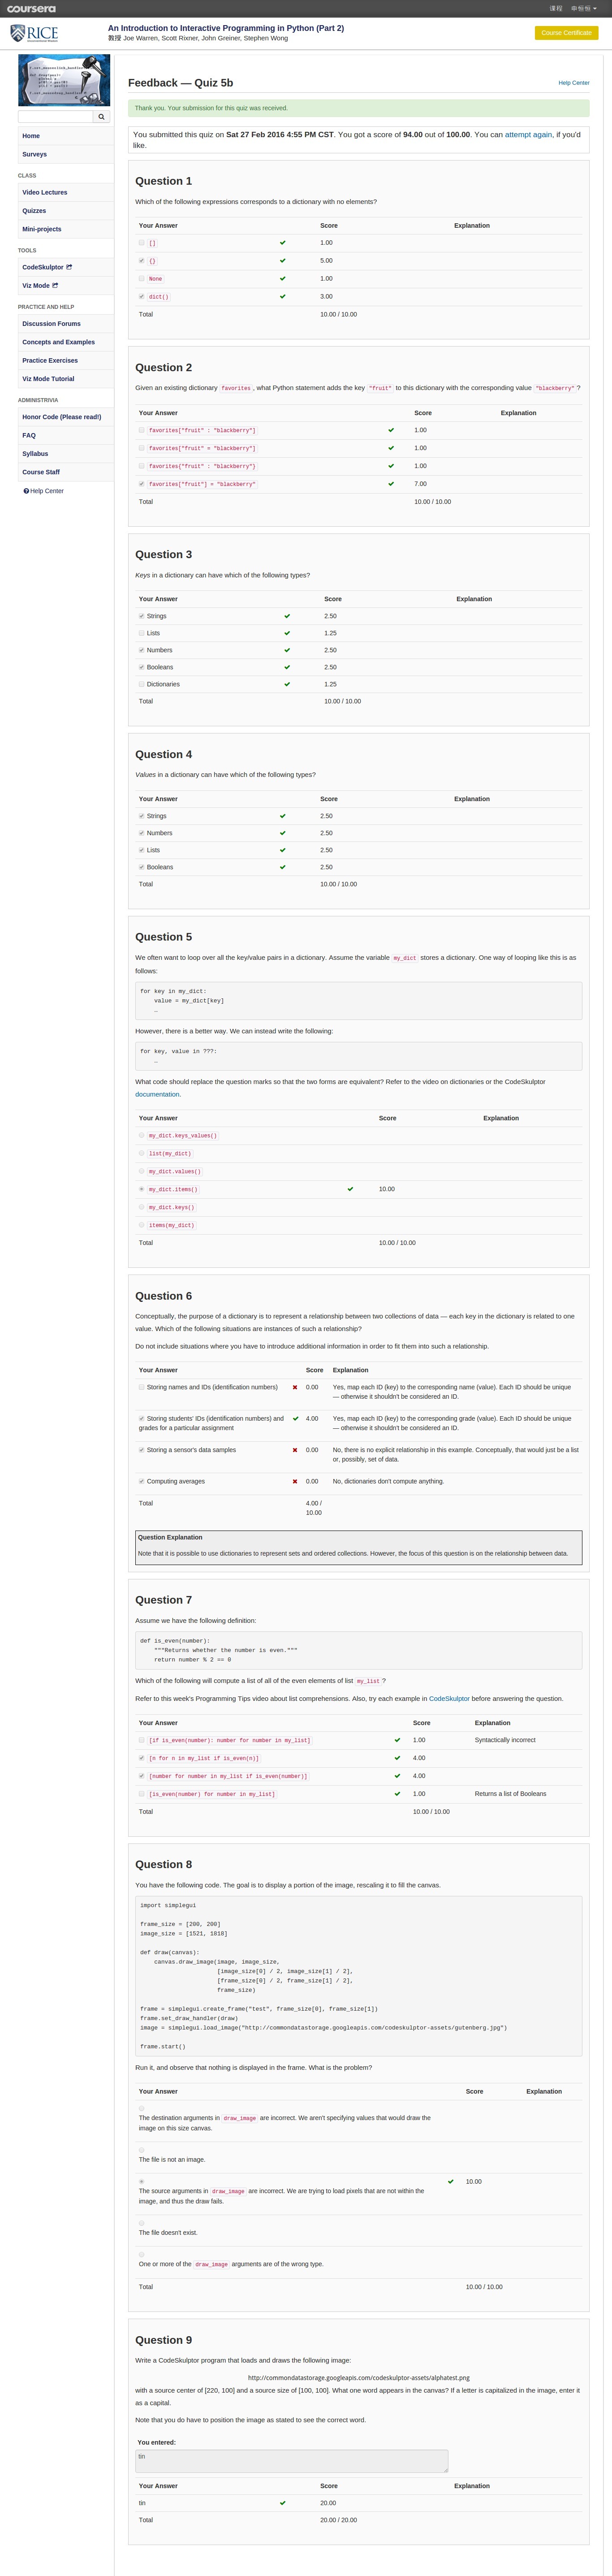 coursera
课程
RICE
An Introduction to Interactive Programming in Python (Part 2)
教授 Joe Warren, Scott Rixner, John Greiner, Stephen Wong
Course Certificate
Home
Surveys
CLASS
Video Lectures
Quizzes
Mini-projects
TOOLS
CodeSkulptor
Viz Mode
PRACTICE AND HELP
Discussion Forums
Concepts and Examples
Practice Exercises
Viz Mode Tutorial
ADMINISTRIVIA
Honor Code (Please read!)
FAQ
Syllabus
Course Staff
Help Center
Feedback — Quiz 5b
Help Center
Thank you. Your submission for this quiz was received.
You submitted this quiz on Sat 27 Feb 2016 4:55 PM CST. You got a score of 94.00 out of 100.00. You can attempt again, if you'd
like.
Question 1
Which of the following expressions corresponds to a dictionary with no elements?
Your Answer Score Explanation
[] 1.00
{} 5.00
None 1.00
dict() 3.00
Total 10.00 / 10.00
Question 2
Given an existing dictionary favorites, what Python statement adds the key "fruit" to this dictionary with the corresponding value "blackberry"?
Your Answer Score Explanation
favorites["fruit" : "blackberry"] 1.00
favorites["fruit" = "blackberry"] 1.00
favorites{"fruit" : "blackberry"} 1.00
favorites["fruit"] = "blackberry" 7.00
Total 10.00 / 10.00
Question 3
Keys in a dictionary can have which of the following types?
Your Answer Score Explanation
Strings 2.50
Lists 1.25
Numbers 2.50
Booleans 2.50
Dictionaries 1.25
Total 10.00 / 10.00
Question 4
Values in a dictionary can have which of the following types?
Your Answer Score Explanation
Strings 2.50
Numbers 2.50
Lists 2.50
Booleans 2.50
Total 10.00 / 10.00
Question 5
We often want to loop over all the key/value pairs in a dictionary. Assume the variable my_dict stores a dictionary. One way of looping like this is as
follows:
for key in my_dict:
    value = my_dict[key]
    …
However, there is a better way. We can instead write the following:
for key, value in ???:
    …
What code should replace the question marks so that the two forms are equivalent? Refer to the video on dictionaries or the CodeSkulptor
documentation.
Your Answer Score Explanation
my_dict.keys_values()
list(my_dict)
my_dict.values()
my_dict.items() 10.00
my_dict.keys()
items(my_dict)
Total 10.00 / 10.00
Question 6
Conceptually, the purpose of a dictionary is to represent a relationship between two collections of data — each key in the dictionary is related to one
value. Which of the following situations are instances of such a relationship?
Do not include situations where you have to introduce additional information in order to fit them into such a relationship.
Your Answer Score Explanation
Storing names and IDs (identification numbers) 0.00 Yes, map each ID (key) to the corresponding name (value). Each ID should be unique
— otherwise it shouldn't be considered an ID.
Storing students' IDs (identification numbers) and 4.00 Yes, map each ID (key) to the corresponding grade (value). Each ID should be unique
grades for a particular assignment — otherwise it shouldn't be considered an ID.
Storing a sensor's data samples 0.00 No, there is no explicit relationship in this example. Conceptually, that would just be a list
or, possibly, set of data.
Computing averages 0.00 No, dictionaries don't compute anything.
Total 4.00 /
10.00
Question Explanation
Note that it is possible to use dictionaries to represent sets and ordered collections. However, the focus of this question is on the relationship between data.
Question 7
Assume we have the following definition:
def is_even(number):
    """Returns whether the number is even."""
    return number % 2 == 0
Which of the following will compute a list of all of the even elements of list my_list?
Refer to this week's Programming Tips video about list comprehensions. Also, try each example in CodeSkulptor before answering the question.
Your Answer Score Explanation
[if is_even(number): number for number in my_list] 1.00 Syntactically incorrect
[n for n in my_list if is_even(n)] 4.00
[number for number in my_list if is_even(number)] 4.00
[is_even(number) for number in my_list] 1.00 Returns a list of Booleans
Total 10.00 / 10.00
Question 8
You have the following code. The goal is to display a portion of the image, rescaling it to fill the canvas.
import simplegui
frame_size = [200, 200]
image_size = [1521, 1818]
def draw(canvas):
    canvas.draw_image(image, image_size,
                      [image_size[0] / 2, image_size[1] / 2],
                      [frame_size[0] / 2, frame_size[1] / 2],
                      frame_size)
frame = simplegui.create_frame("test", frame_size[0], frame_size[1])
frame.set_draw_handler(draw)
image = simplegui.load_image("http://commondatastorage.googleapis.com/codeskulptor-assets/gutenberg.jpg")
frame.start()
Run it, and observe that nothing is displayed in the frame. What is the problem?
Your Answer Score Explanation
The destination arguments in draw_image are incorrect. We aren't specifying values that would draw the
image on this size canvas.
The file is not an image.
10.00
The source arguments in draw_image are incorrect. We are trying to load pixels that are not within the
image, and thus the draw fails.
The file doesn't exist.
One or more of the draw_image arguments are of the wrong type.
Total 10.00 / 10.00
Question 9
Write a CodeSkulptor program that loads and draws the following image:
http://commondatastorage.googleapis.com/codeskulptor-assets/alphatest.png
with a source center of [220, 100] and a source size of [100, 100]. What one word appears in the canvas? If a letter is capitalized in the image, enter it
as a capital.
Note that you do have to position the image as stated to see the correct word.
You entered:
tin
Your Answer Score Explanation
tin 20.00
Total 20.00 / 20.00